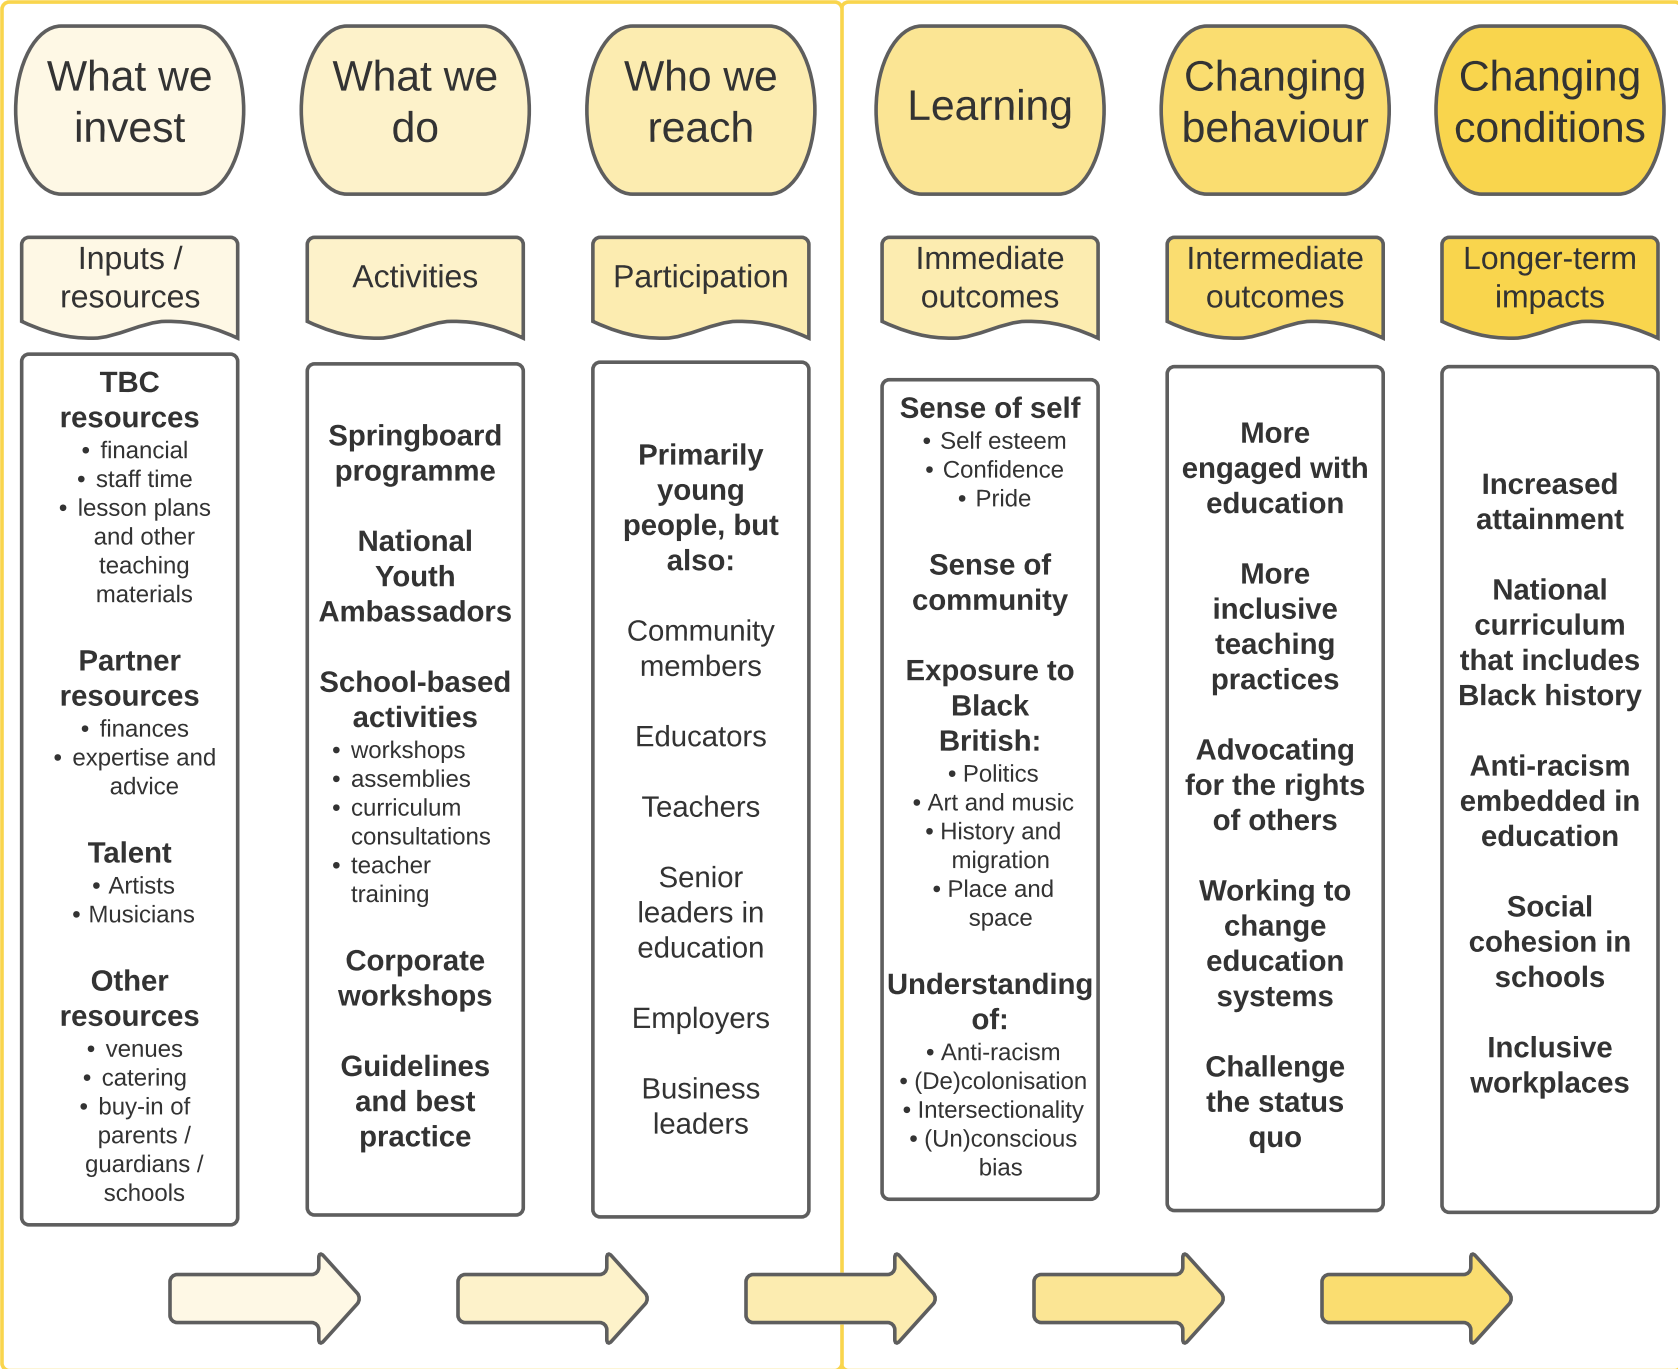 What we
invest
What we
do
Who we
reach
Learning
Changing
behaviour
Changing
conditions
Inputs /
resources
Activities
Participation
Immediate
outcomes
Intermediate
outcomes
Longer-term
impacts
TBC
resources
• financial
• staff time
• lesson plans
and other
teaching
materials
Partner
resources
• finances
• expertise and
advice
Talent
• Artists
• Musicians
Other
resources
• venues
• catering
• buy-in of
parents /
guardians /
schools
Springboard
programme
National
Youth
Ambassadors
School-based
activities
• workshops
• assemblies
• curriculum
consultations
• teacher
training
Corporate
workshops
Guidelines
and best
practice
Primarily
young
people, but
also:
Community
members
Educators
Teachers
Senior
leaders in
education
Employers
Business
leaders
Sense of self
• Self esteem
• Confidence
• Pride
Sense of
community
Exposure to
Black
British:
• Politics
• Art and music
• History and
migration
• Place and
space
Understanding
of:
• Anti-racism
• (De)colonisation
• Intersectionality
• (Un)conscious
bias
More
engaged with
education
More
inclusive
teaching
practices
Advocating
for the rights
of others
Working to
change
education
systems
Challenge
the status
quo
Increased
attainment
National
curriculum
that includes
Black history
Anti-racism
embedded in
education
Social
cohesion in
schools
Inclusive
workplaces